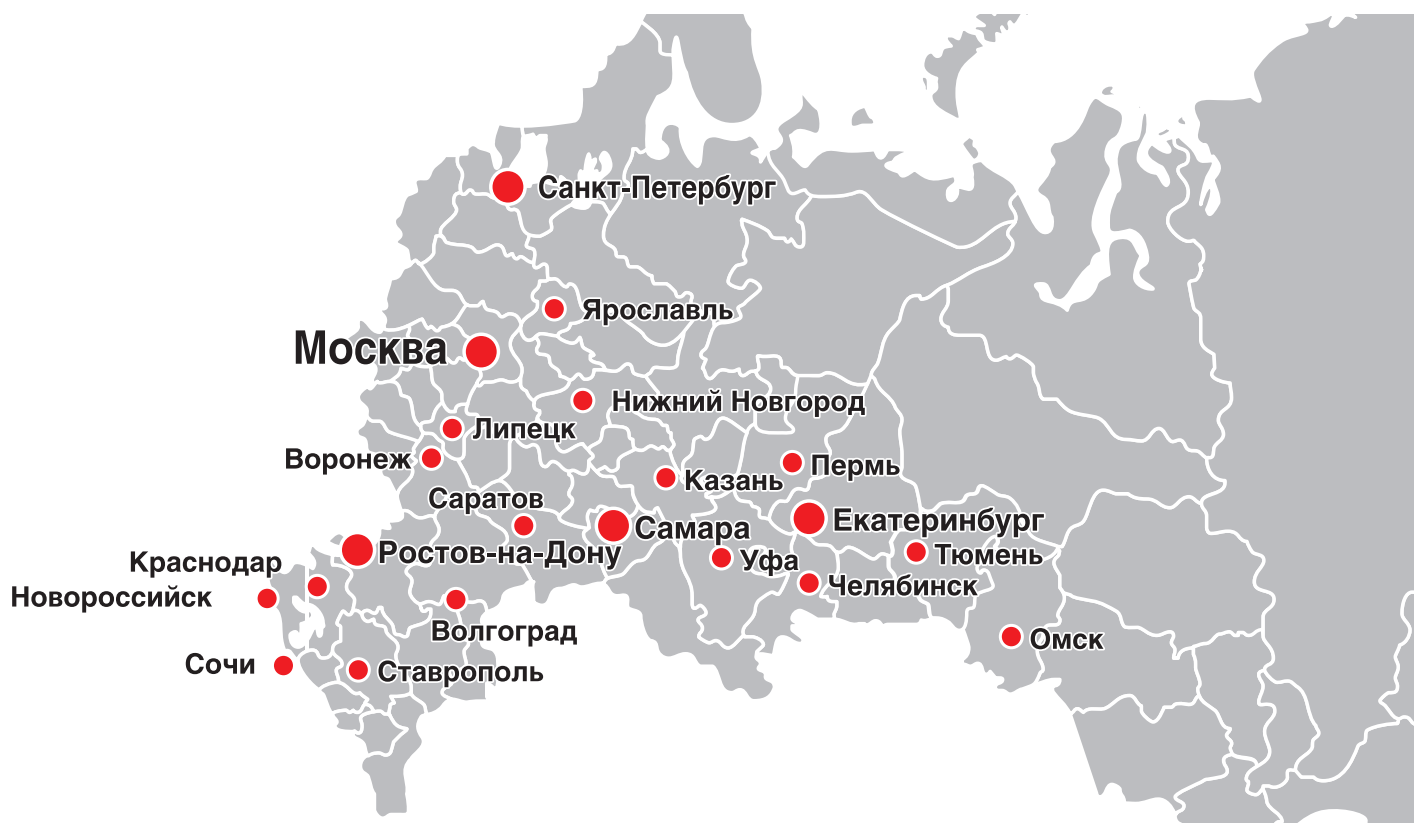 Санкт-Петербург
Ярославль
Москва
Нижний Новгород
Липецк
Воронеж
Пермь
Казань
Саратов
Екатеринбург
Самара
Ростов-на-Дону
Тюмень
Уфа
Краснодар
Челябинск
Новороссийск
Волгоград
Омск
Сочи
Ставрополь